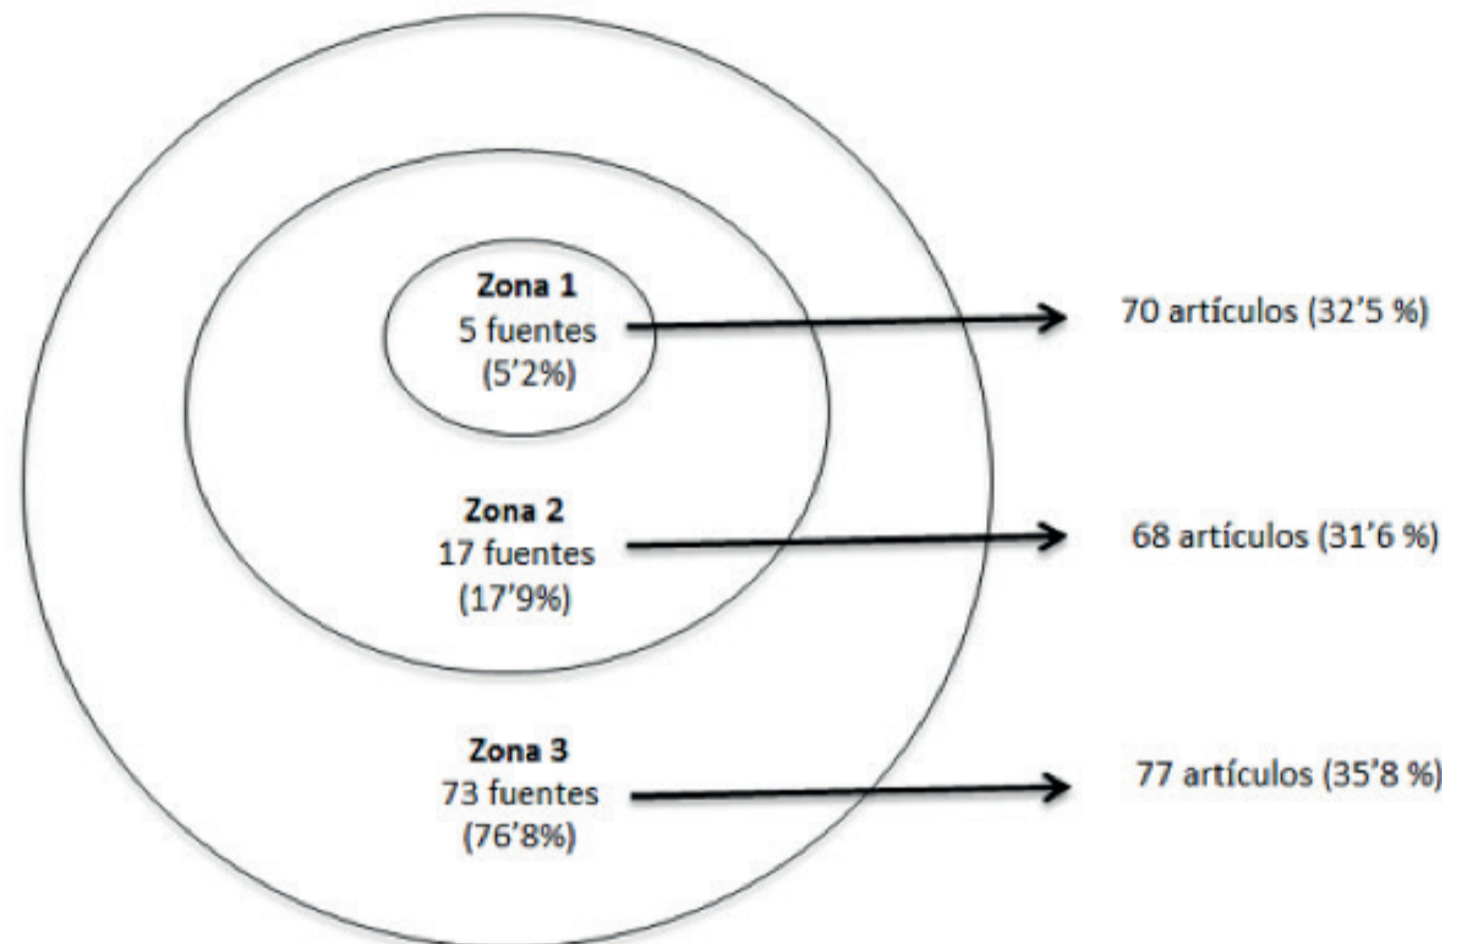 Zona 1
5 fuentes
(5’2%)
70 artículos (32’5 %)
Zona 2
17 fuentes
(17’9%)
68 artículos (31’6 %)
Zona 3
73 fuentes
(76’8%)
77 artículos (35’8 %)